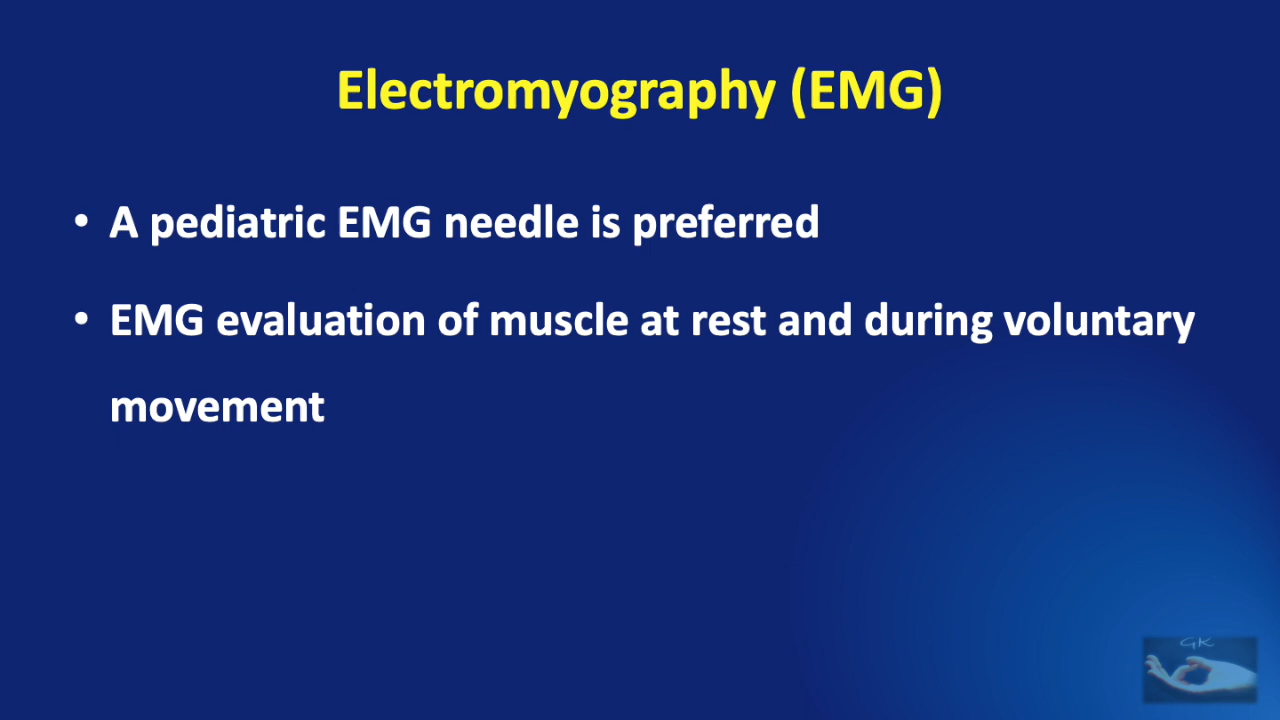 Electromyography (EMG)
• A pediatric EMG needle is preferred
• EMG evaluation of muscle at rest and during voluntary
movement
GK